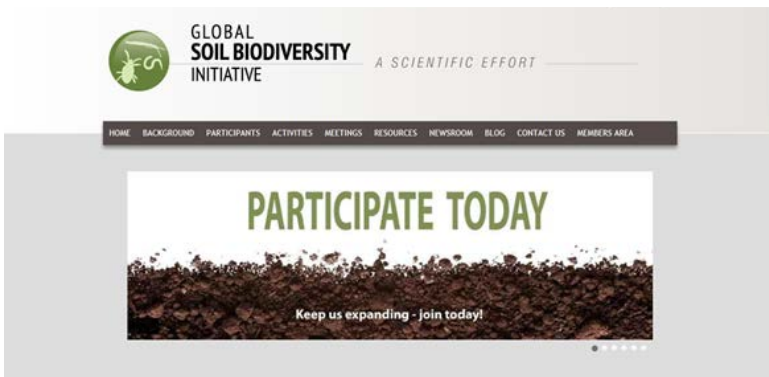 GLOBAL
SOIL BIODIVERSITY
INITIATIVE
A SCIENTIFIC EFFORT
HOME BACKGROUND PARTICIPANTS ACTIVITIES MEETINGS RESOURCES NEWSROOM BLOG CONTACT US MEMBERS AREA
PARTICIPATE TODAY
Keep us expanding - join today!